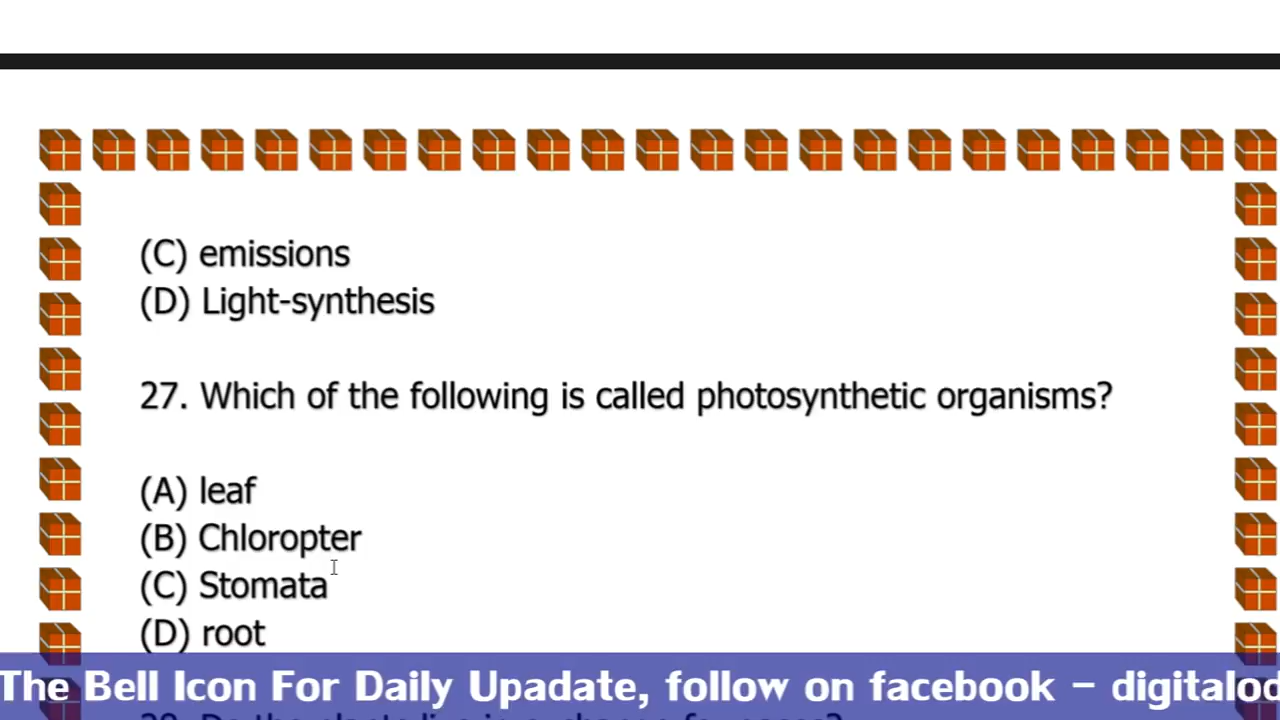 (C) emissions
(D) Light-synthesis
27. Which of the following is called photosynthetic organisms?
(A) leaf
(B) Chloropter
(C) Stomata
(D) root
The Bell Icon For Daily Upadate, follow on facebook - digitalod